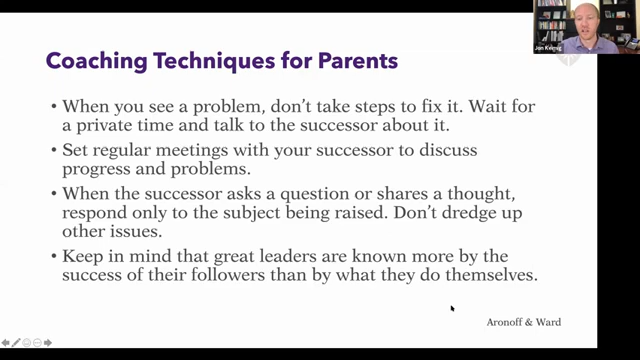 Jon Kempe
Coaching Techniques for Parents
• When you see a problem, don't take steps to fix it. Wait for
a private time and talk to the successor about it.
• Set regular meetings with your successor to discuss
progress and problems.
• When the successor asks a question or shares a thought,
respond only to the subject being raised. Don't dredge up
other issues.
• Keep in mind that great leaders are known more by the
success of their followers than by what they do themselves.
Aronoff & Ward